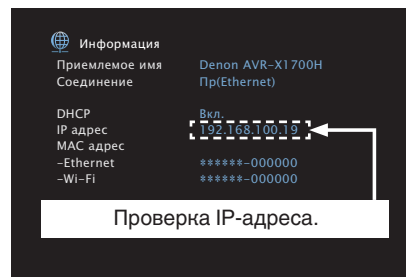 Информация
Приемлемое имя Denon AVR-X1700H
Соединение Пр(Ethernet)
DHCP Вкл.
IP адрес 192.168.100.19
MAC адрес
-Ethernet ******-000000
-Wi-Fi ******-000000
Проверка IP-адреса.